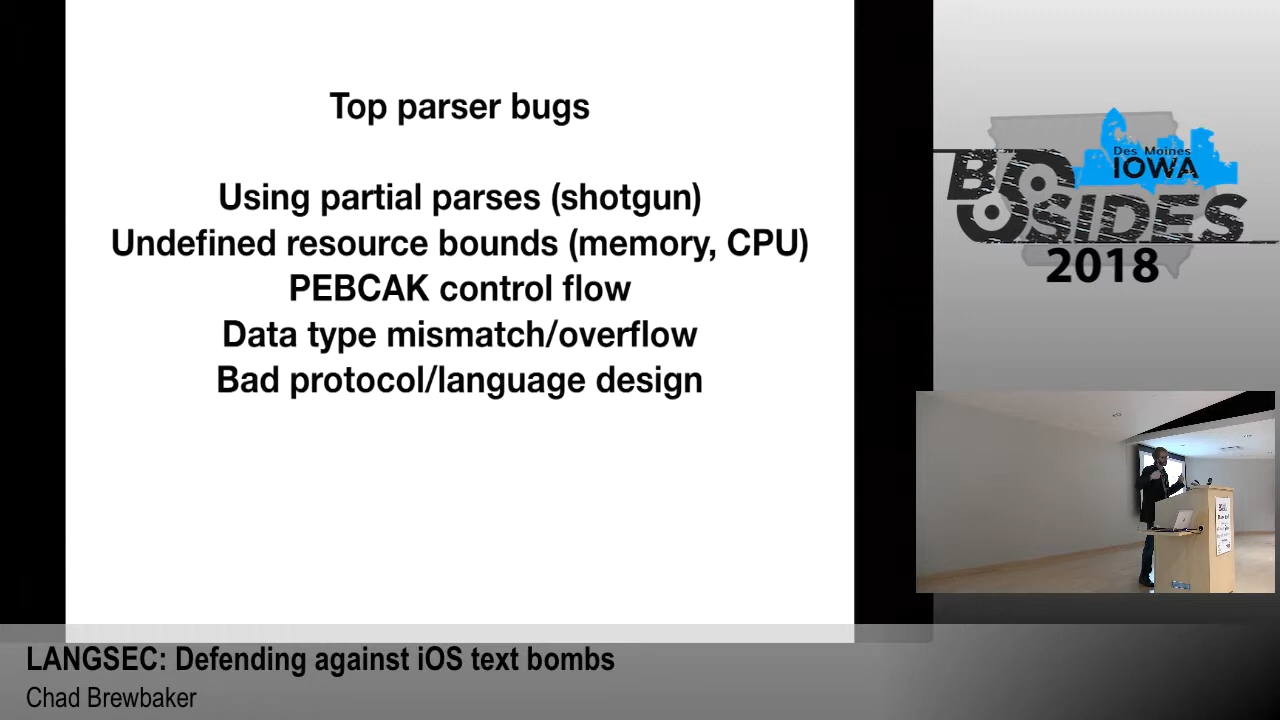 Top parser bugs
Using partial parses (shotgun)
Undefined resource bounds (memory, CPU)
PEBCAK control flow
Data type mismatch/overflow
Bad protocol/language design
Des Moines
IOWA
BSIDES
2018
LANGSEC: Defending against iOS text bombs
Chad Brewbaker